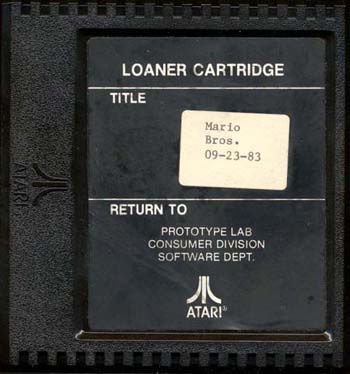 LOANER CARTRIDGE
TITLE
Mario
Bros.
09-23-83
RETURN TO
PROTOTYPE LAB
CONSUMER DIVISION
SOFTWARE DEPT.
ATARI®
ATARI